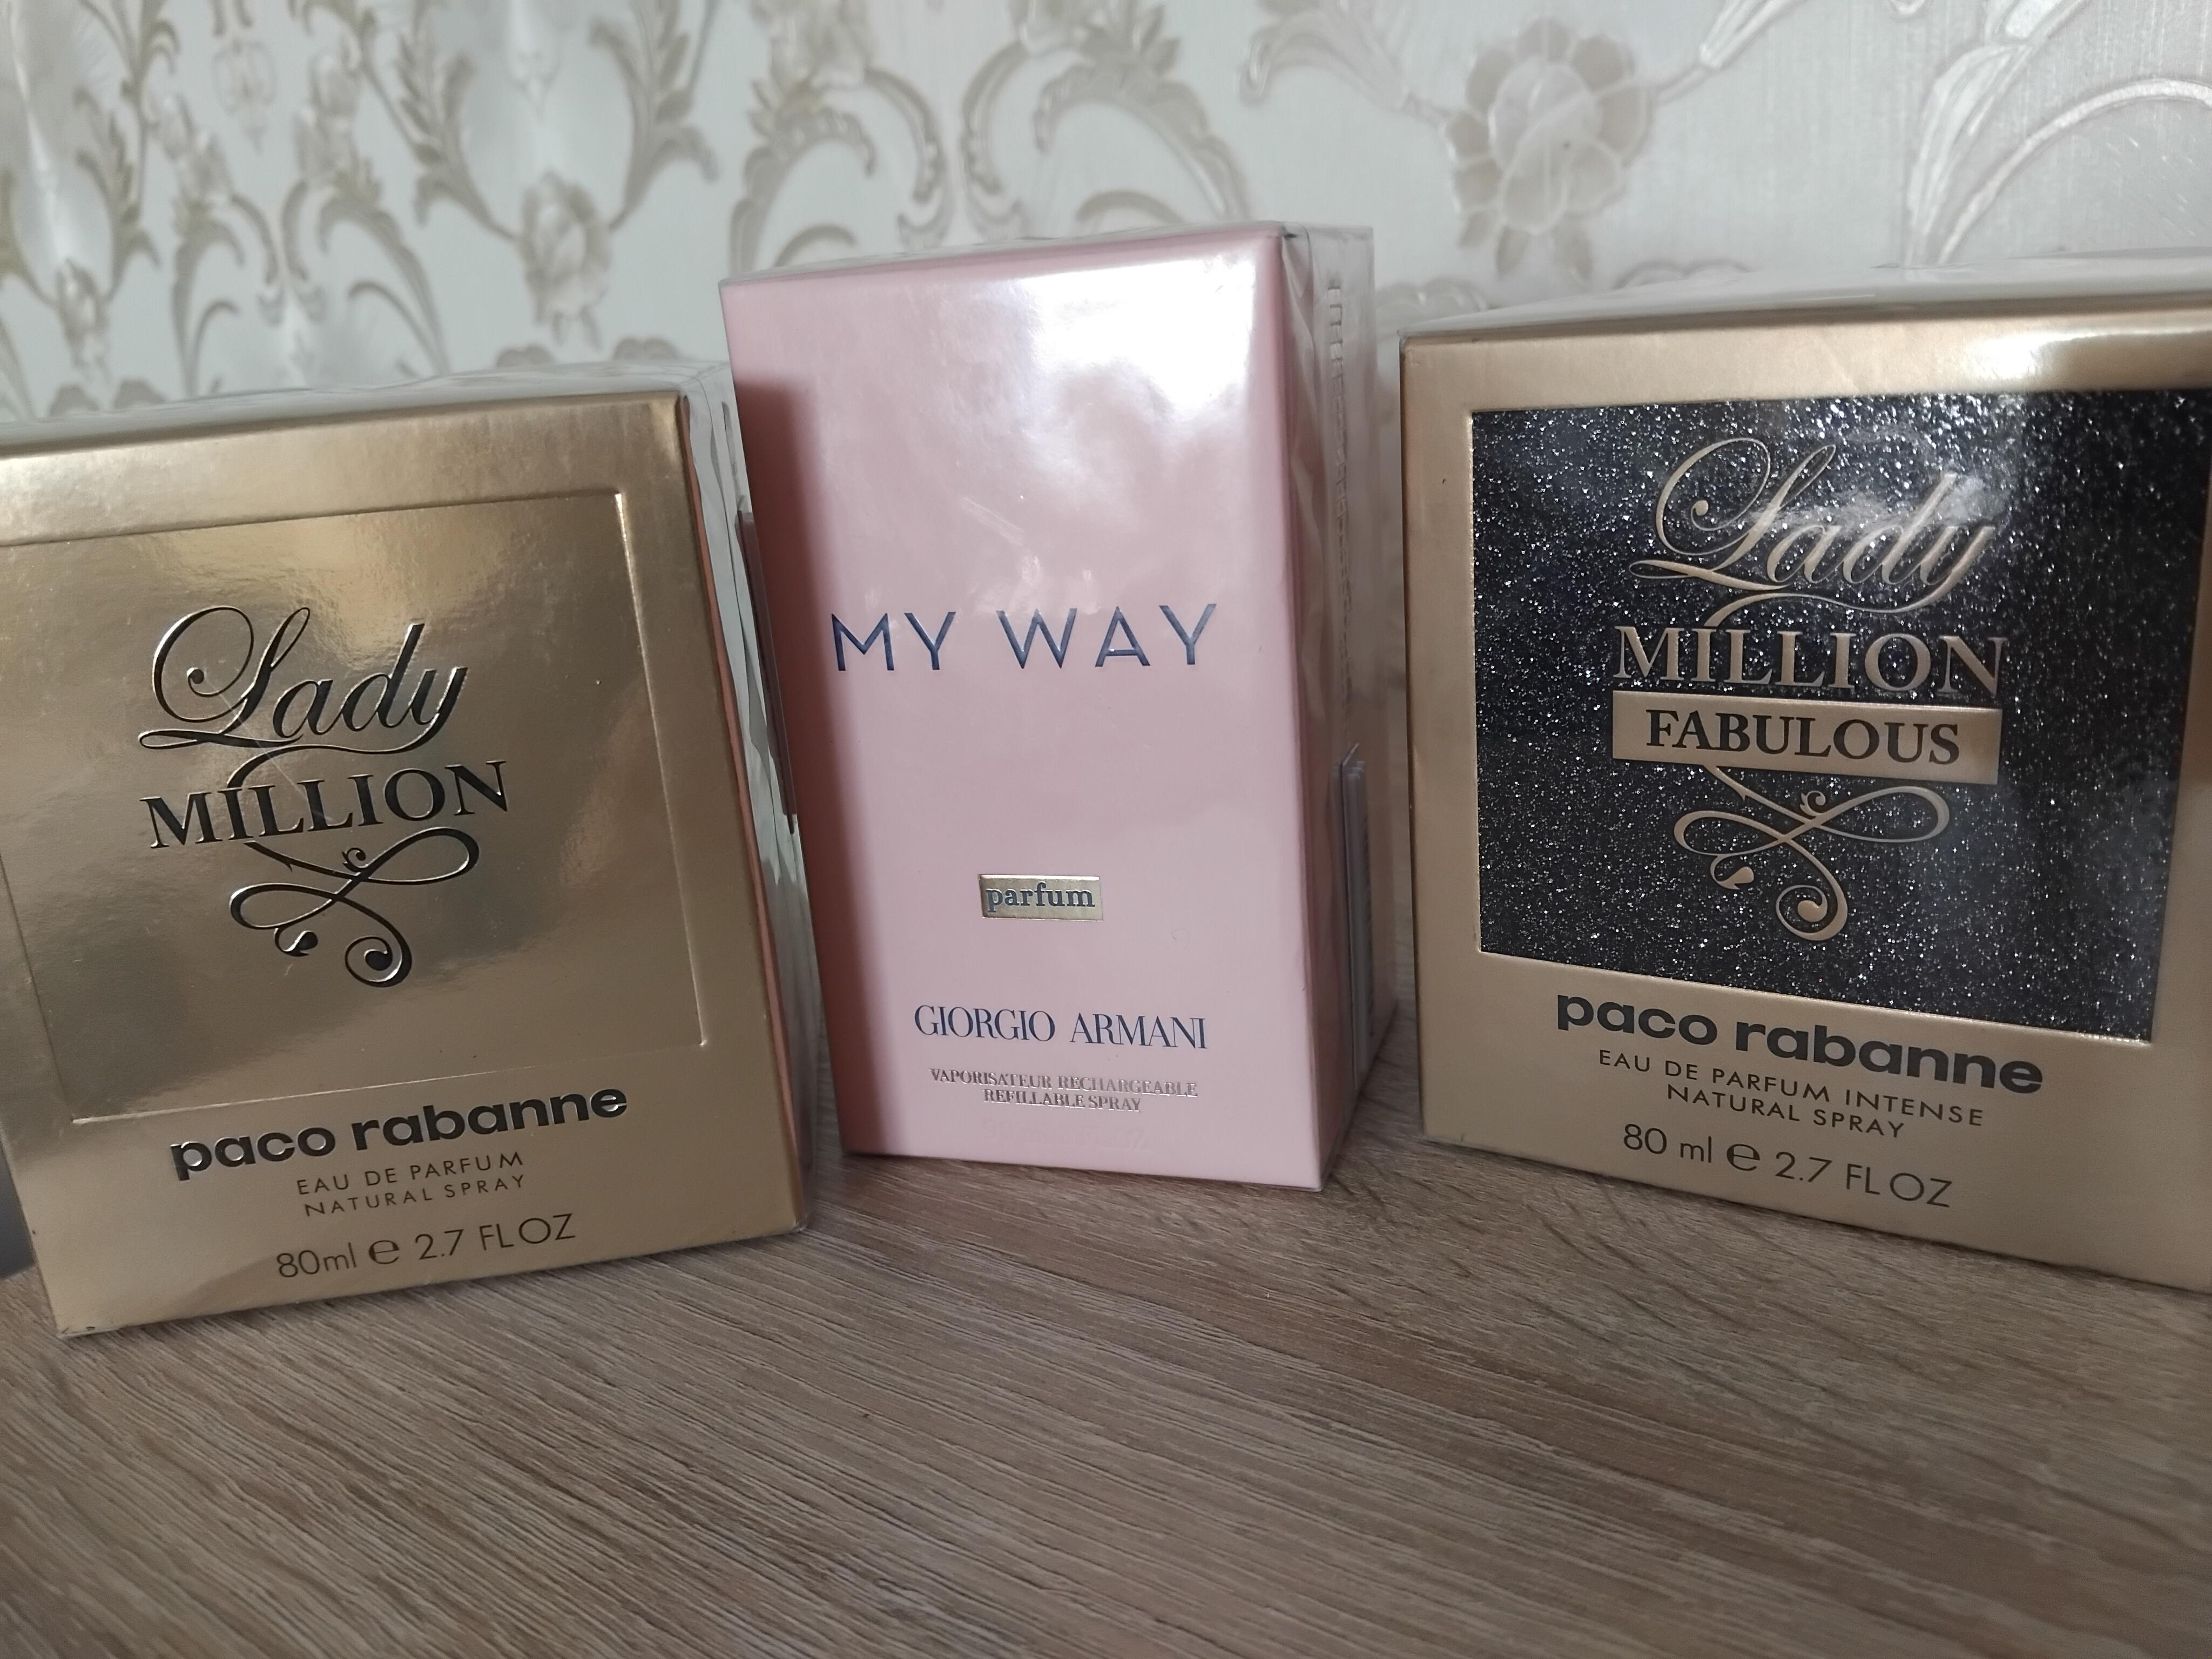 Lady
MILLION
paco rabanne
EAU DE PARFUM
NATURAL SPRAY
80ml e 2.7 FL OZ
MY WAY
parfum
GIORGIO ARMANI
VAPORISATEUR RECHARGEABLE
REFILLABLE SPRAY
Lady
MILLION
FABULOUS
paco rabanne
EAU DE PARFUM INTENSE
NATURAL SPRAY
80 ml e 2.7 FL OZ